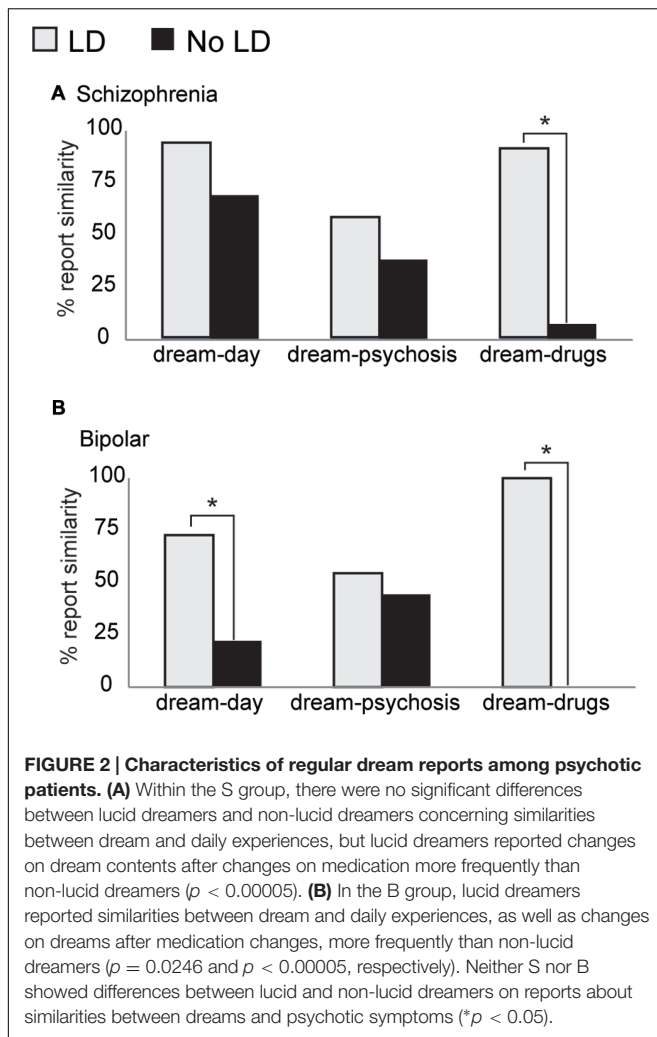 LD No LD
A Schizophrenia
100
75
50
25
0
% report similarity
*
dream-day dream-psychosis dream-drugs
B
Bipolar
100
75
50
25
0
% report similarity
* *
dream-day dream-psychosis dream-drugs
FIGURE 2 | Characteristics of regular dream reports among psychotic
patients. (A) Within the S group, there were no significant differences
between lucid dreamers and non-lucid dreamers concerning similarities
between dream and daily experiences, but lucid dreamers reported changes
on dream contents after changes on medication more frequently than
non-lucid dreamers (p < 0.00005). (B) In the B group, lucid dreamers
reported similarities between dream and daily experiences, as well as changes
on dreams after medication changes, more frequently than non-lucid
dreamers (p = 0.0246 and p < 0.00005, respectively). Neither S nor B
showed differences between lucid and non-lucid dreamers on reports about
similarities between dreams and psychotic symptoms (*p < 0.05).